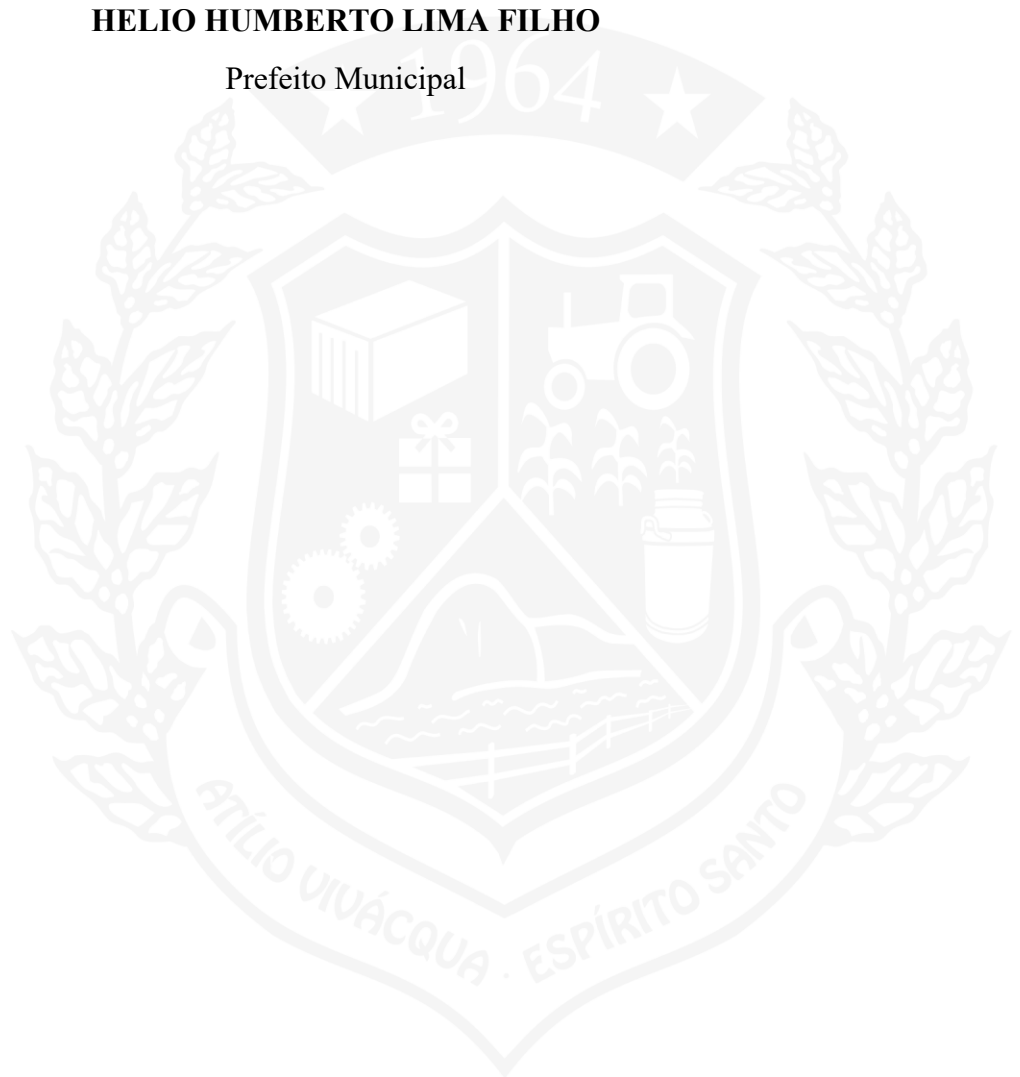 HELIO HUMBERTO LIMA FILHO
Prefeito Municipal
1964
ATÍLIO VIVÁCQUA · ESPÍRITO SANTO